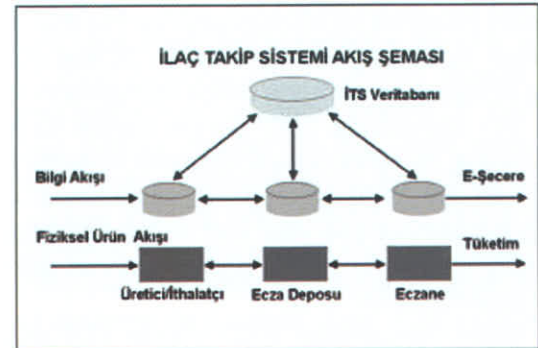 İLAÇ TAKİP SİSTEMİ AKIŞ ŞEMASI
İTS Veritabanı
Bilgi Akışı
E-Şecere
Fiziksel Ürün Akışı
Tüketim
Üretici/İthalatçı
Ecza Deposu
Eczane